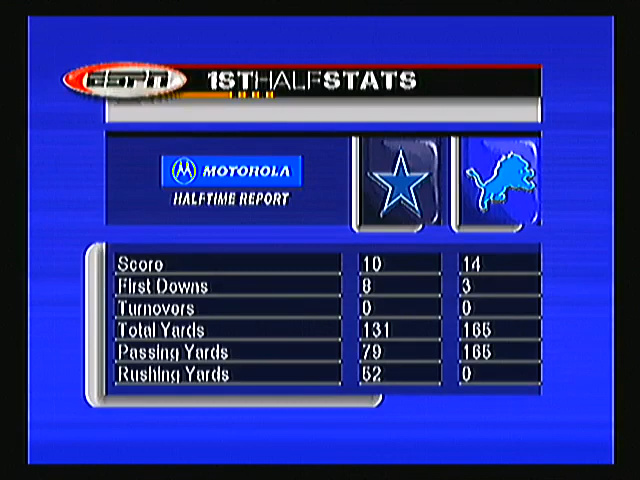 ESPN 1ST HALF STATS
MOTOROLA
HALFTIME REPORT
Score 10 14
First Downs 8 3
Turnovers 0 0
Total Yards 131 165
Passing Yards 79 165
Rushing Yards 52 0